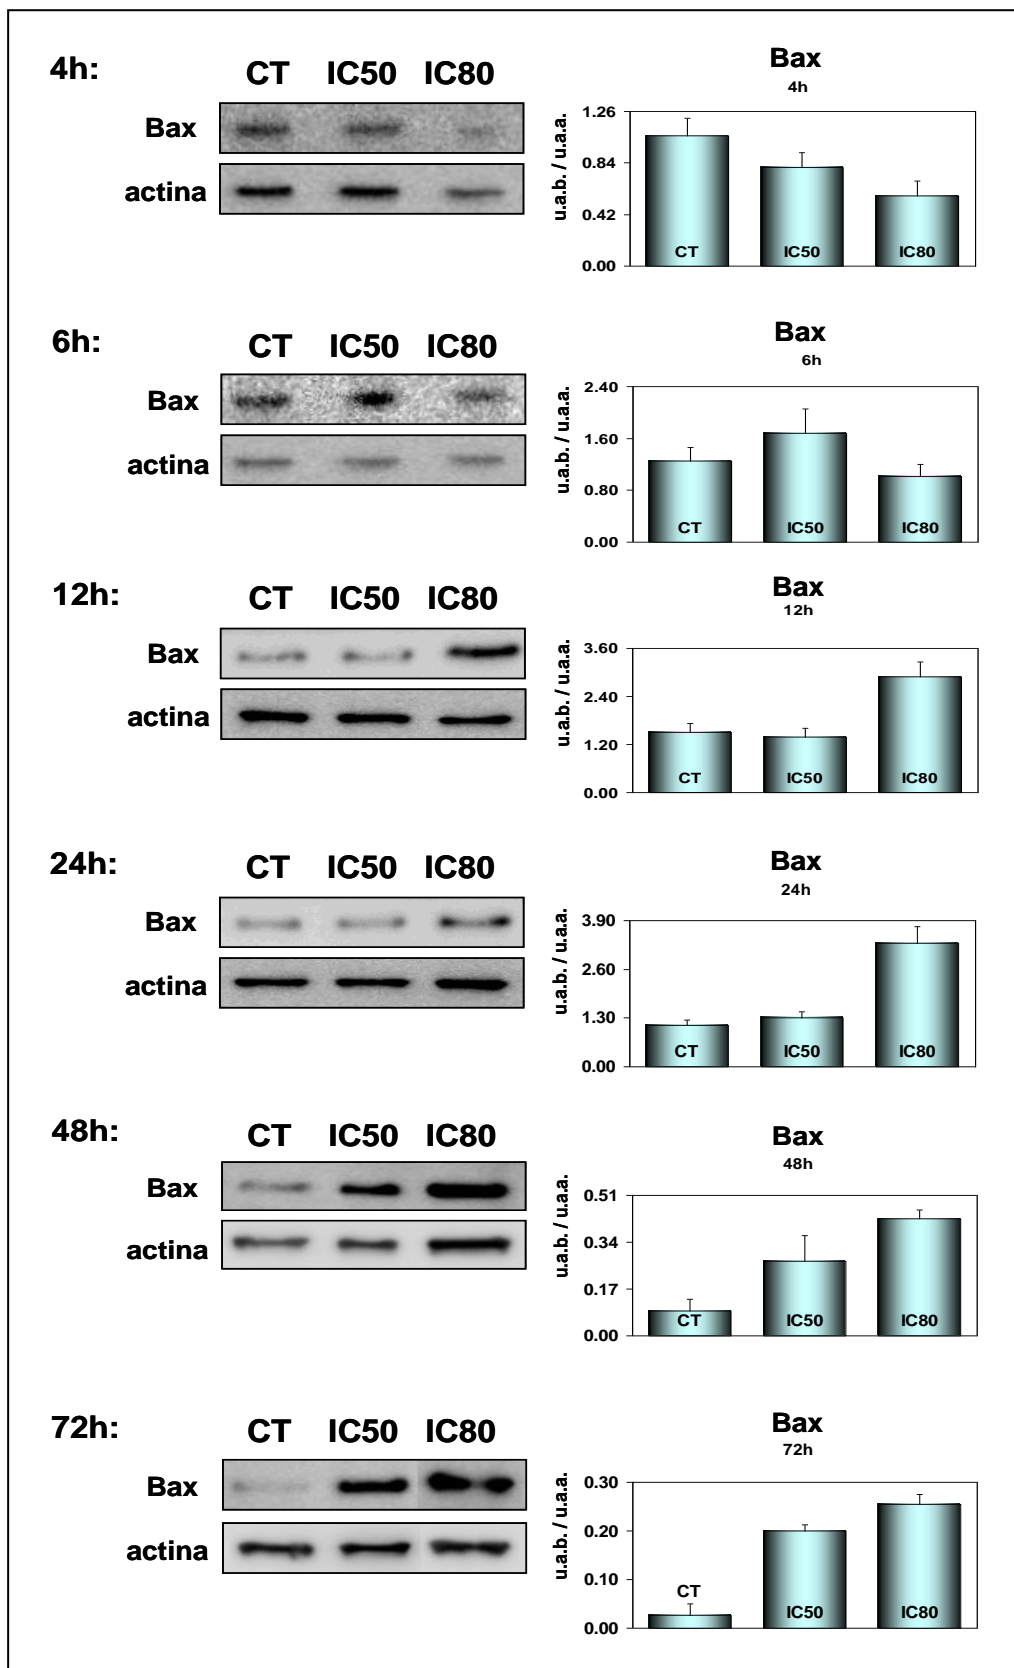 4h:
CT IC50 IC80
Bax
actina
Bax
4h
u.a.b. / u.a.a.
1.26
0.84
0.42
0.00
CT IC50 IC80
6h:
CT IC50 IC80
Bax
actina
Bax
6h
u.a.b. / u.a.a.
2.40
1.60
0.80
0.00
CT IC50 IC80
12h:
CT IC50 IC80
Bax
actina
Bax
12h
u.a.b. / u.a.a.
3.60
2.40
1.20
0.00
CT IC50 IC80
24h:
CT IC50 IC80
Bax
actina
Bax
24h
u.a.b. / u.a.a.
3.90
2.60
1.30
0.00
CT IC50 IC80
48h:
CT IC50 IC80
Bax
actina
Bax
48h
u.a.b. / u.a.a.
0.51
0.34
0.17
0.00
CT IC50 IC80
72h:
CT IC50 IC80
Bax
actina
Bax
72h
u.a.b. / u.a.a.
0.30
0.20
0.10
0.00
CT
IC50 IC80